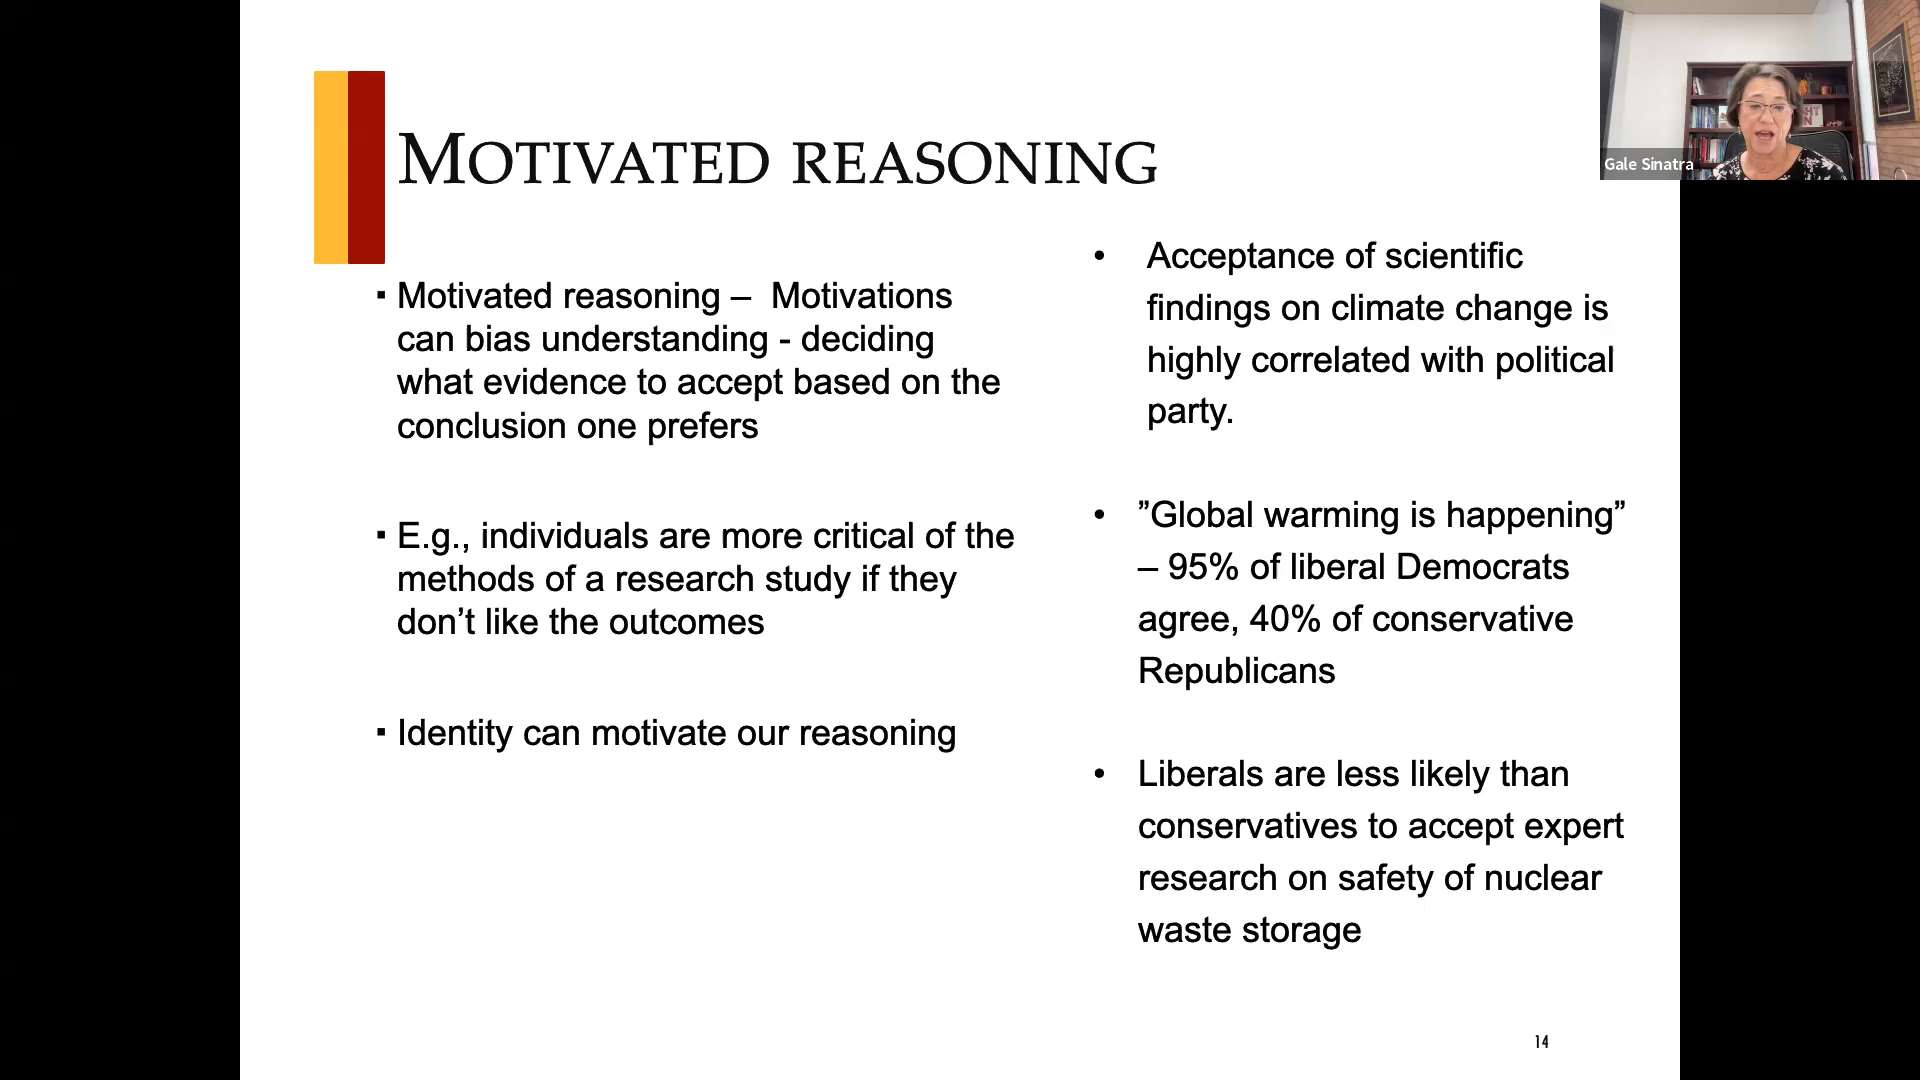 MOTIVATED REASONING
▪ Motivated reasoning –  Motivations
can bias understanding - deciding
what evidence to accept based on the
conclusion one prefers
▪ E.g., individuals are more critical of the
methods of a research study if they
don’t like the outcomes
▪ Identity can motivate our reasoning
• Acceptance of scientific
findings on climate change is
highly correlated with political
party.
• ”Global warming is happening”
– 95% of liberal Democrats
agree, 40% of conservative
Republicans
• Liberals are less likely than
conservatives to accept expert
research on safety of nuclear
waste storage
14
Gale Sinatra